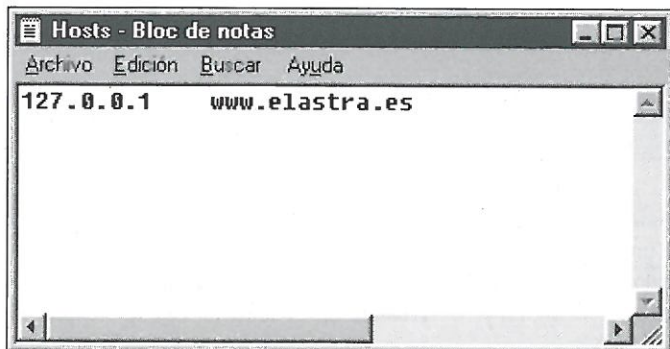 Hosts - Bloc de notas
Archivo Edición Buscar Ayuda
127.0.0.1 www.elastra.es